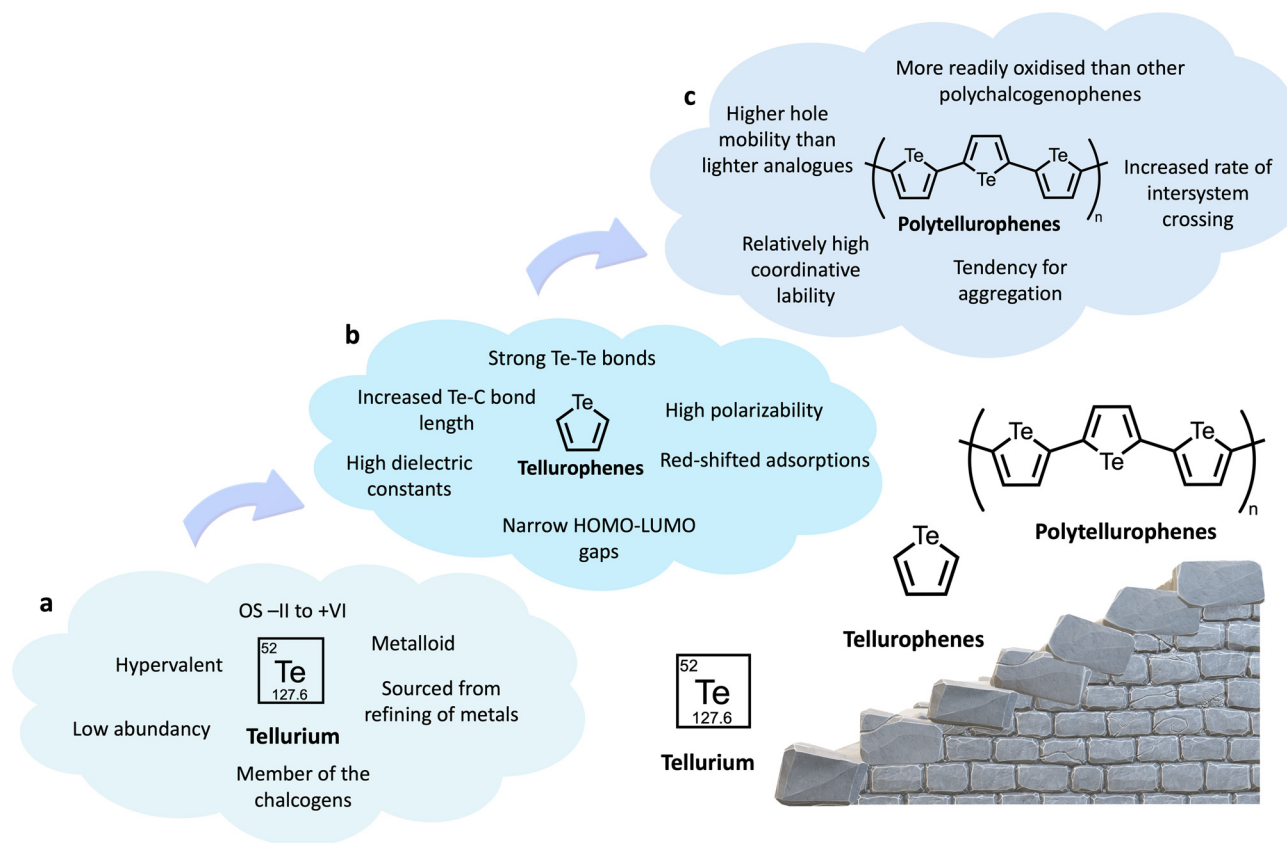 a
OS –II to +VI
Hypervalent
Metalloid
52
Te
127.6
Sourced from
refining of metals
Low abundancy
Tellurium
Member of the
chalcogens
b
Strong Te-Te bonds
Increased Te-C bond
length
Te
High polarizability
High dielectric
constants
Tellurophenes
Red-shifted adsorptions
Narrow HOMO-LUMO
gaps
c
More readily oxidised than other
polychalcogenophenes
Higher hole
mobility than
lighter analogues
Te
Te
Te
n
Increased rate of
intersystem
crossing
Polytellurophenes
Relatively high
coordinative
lability
Tendency for
aggregation
Te
Te
Te
n
Polytellurophenes
Te
Tellurophenes
52
Te
127.6
Tellurium